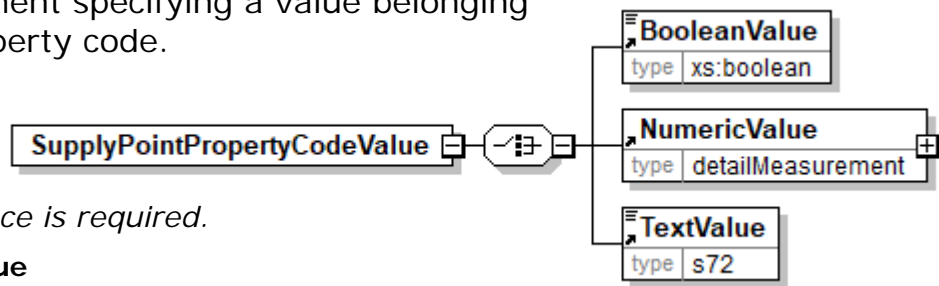 nent specifying a value belonging
perty code.
BooleanValue
type xs:boolean
SupplyPointPropertyCodeValue
NumericValue
type detailMeasurement
ce is required.
TextValue
type s72
ue